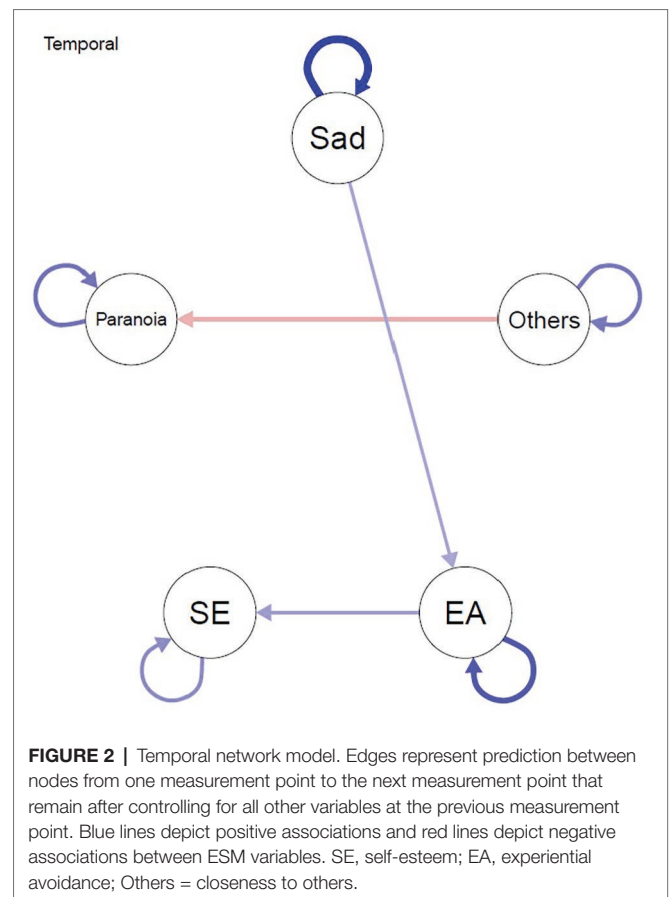 Temporal
Sad
Paranoia
Others
SE
EA
FIGURE 2 | Temporal network model. Edges represent prediction between
nodes from one measurement point to the next measurement point that
remain after controlling for all other variables at the previous measurement
point. Blue lines depict positive associations and red lines depict negative
associations between ESM variables. SE, self-esteem; EA, experiential
avoidance; Others = closeness to others.